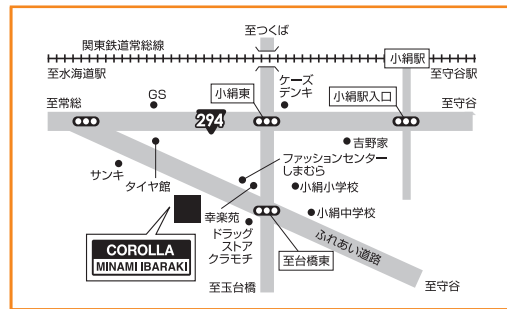 至つくば
関東鉄道常総線
小絹駅
至水海道駅
至守谷駅
GS
ケーズ
デンキ
小絹東
小絹駅入口
至常総
至守谷
294
吉野家
サンキ
タイヤ館
ファッションセンター
しまむら
小絹小学校
幸楽苑
小絹中学校
ドラッグ
ストア
クラモチ
ふれあい道路
COROLLA
MINAMI IBARAKI
至台橋東
至玉台橋
至守谷